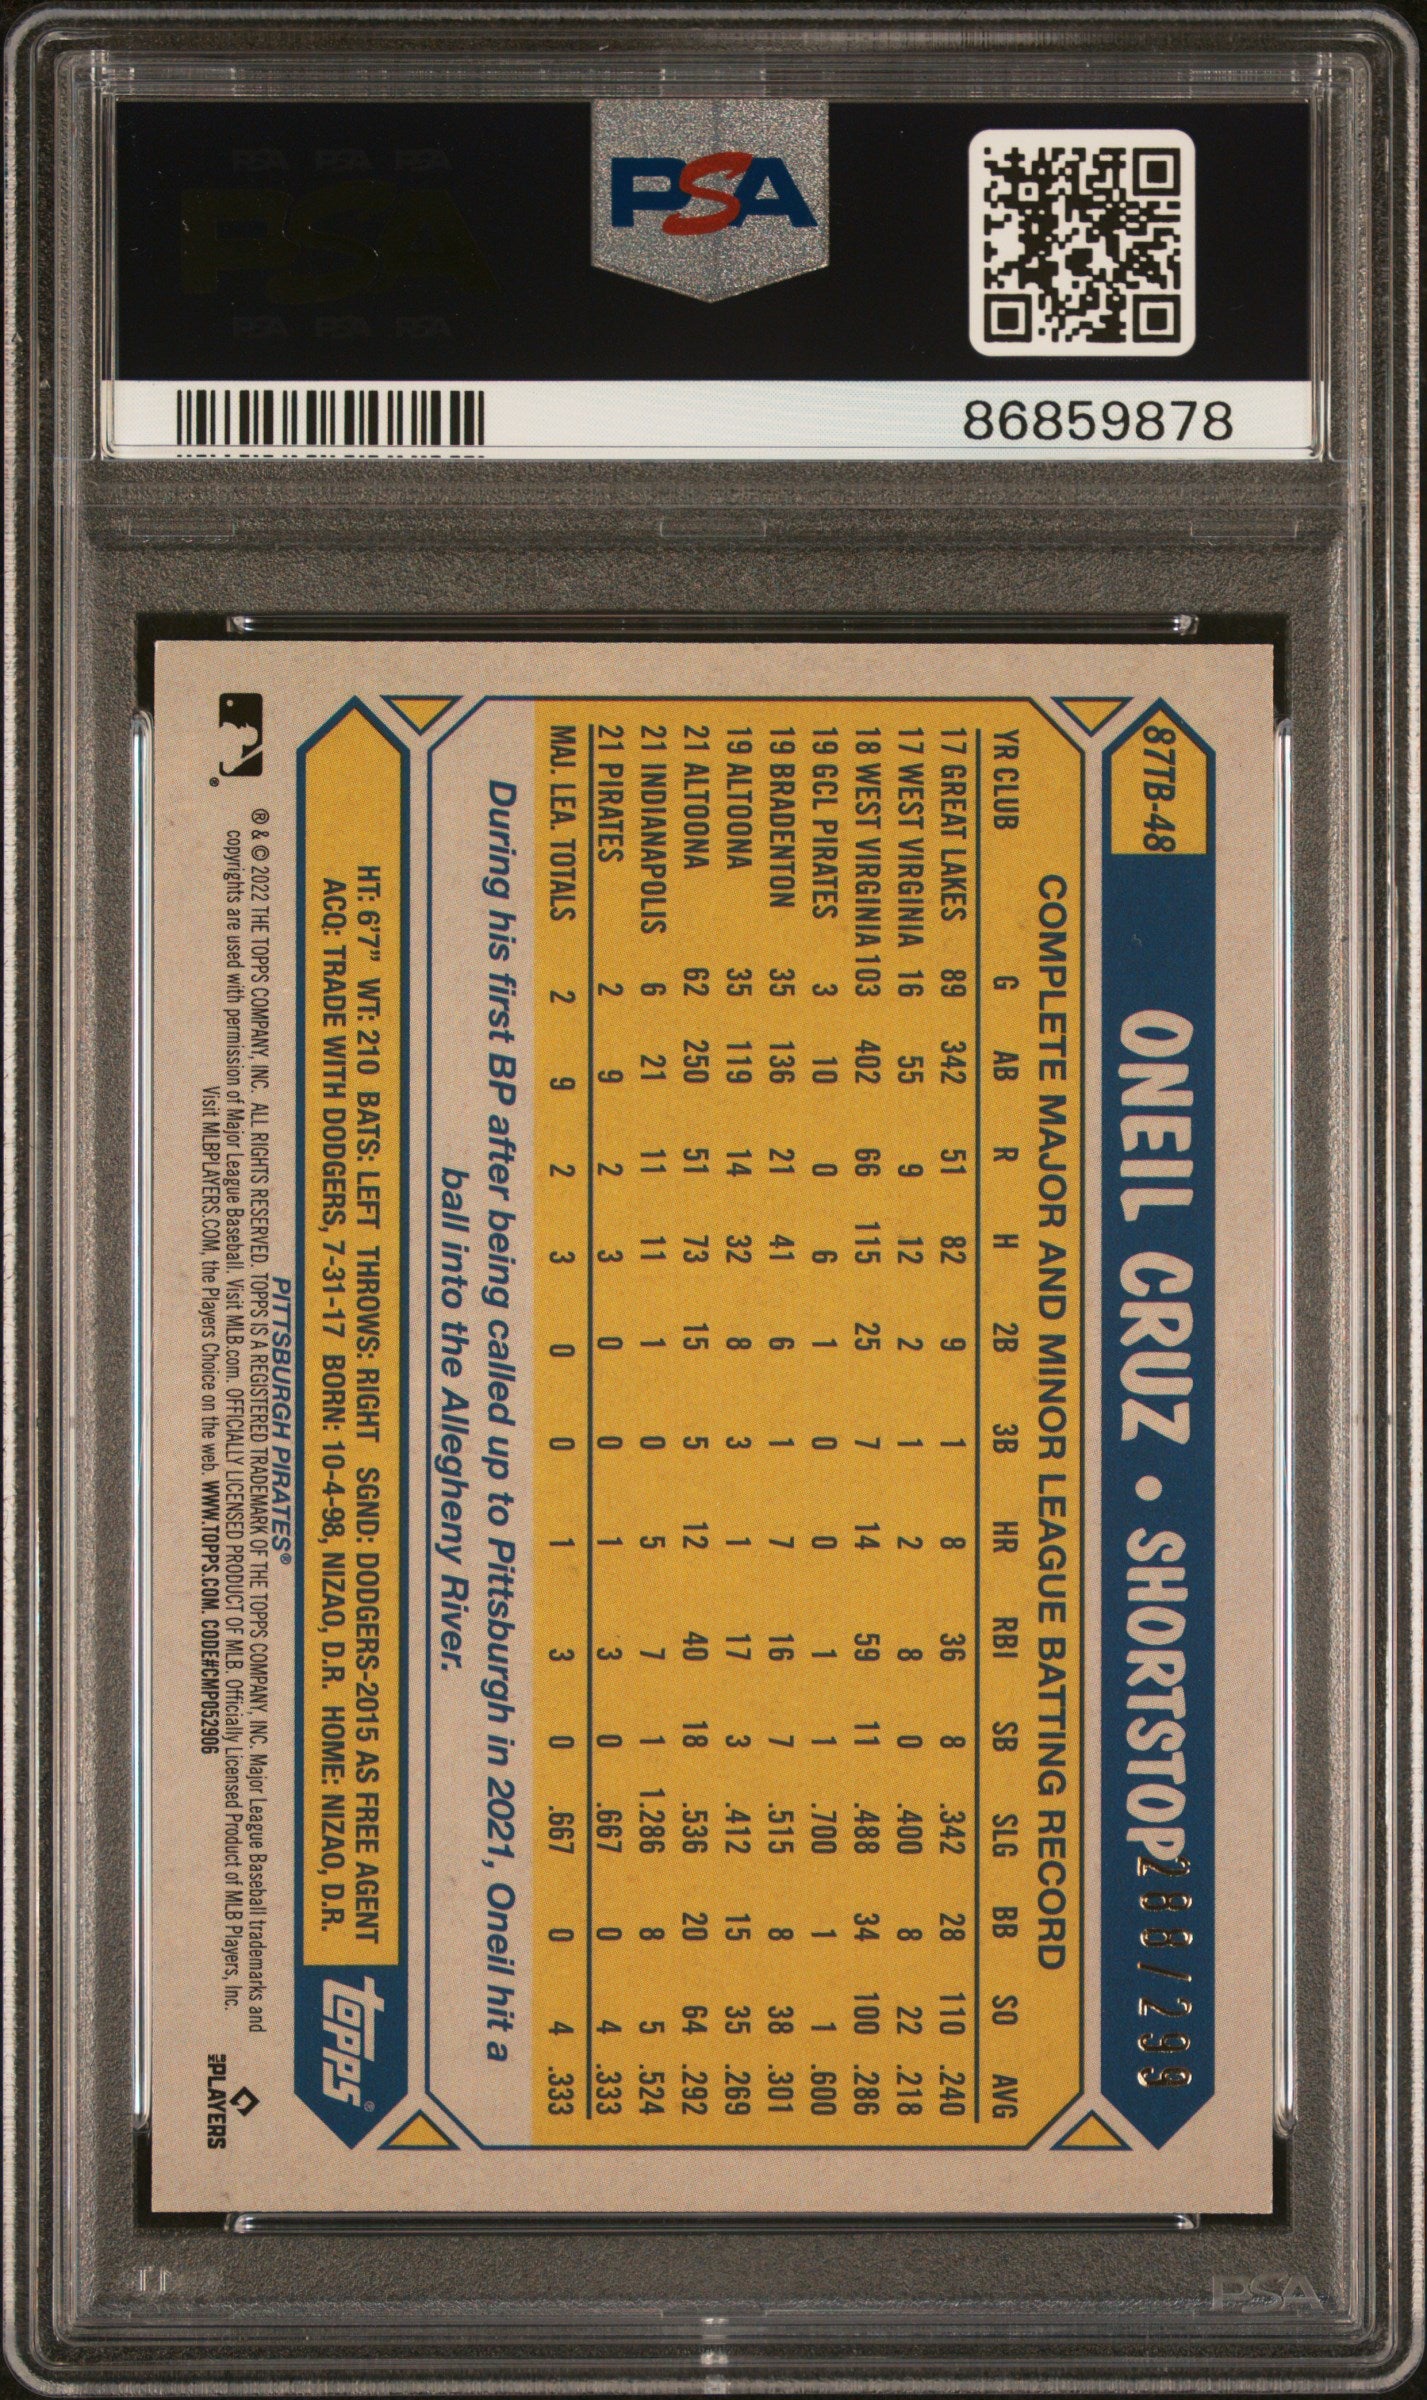 PSA PSA PSA
PSA
PSA PSA PSA
PSA
86859878
87TB-48
ONEIL CRUZ • SHORTSTOP
288/299
COMPLETE MAJOR AND MINOR LEAGUE BATTING RECORD
YR CLUB G AB R H 2B 3B HR RBI SB SLG BB SO AVG
17 GREAT LAKES 89 342 51 82 9 1 8 36 8 .342 28 110 .240
17 WEST VIRGINIA 16 55 9 12 2 1 2 8 0 .400 8 22 .218
18 WEST VIRGINIA 103 402 66 115 25 7 14 59 11 .488 34 100 .286
19 GCL PIRATES 3 10 0 6 1 0 0 1 1 .700 1 1 .600
19 BRADENTON 35 136 21 41 6 1 7 16 7 .515 8 38 .301
19 ALTOONA 35 119 14 32 8 3 1 17 3 .412 15 35 .269
21 ALTOONA 62 250 51 73 15 5 12 40 18 .536 20 64 .292
21 INDIANAPOLIS 6 21 11 11 1 0 5 7 1 1.286 8 5 .524
21 PIRATES 2 9 2 3 0 0 1 3 0 .667 0 4 .333
MAJ. LEA. TOTALS 2 9 2 3 0 0 1 3 0 .667 0 4 .333
During his first BP after being called up to Pittsburgh in 2021, Oneil hit a
ball into the Allegheny River.
HT: 6'7" WT: 210 BATS: LEFT THROWS: RIGHT SGND: DODGERS-2015 AS FREE AGENT
ACQ: TRADE WITH DODGERS, 7-31-17 BORN: 10-4-98, NIZAO, D.R. HOME: NIZAO, D.R.
topps®
PITTSBURGH PIRATES®
® & © 2022 THE TOPPS COMPANY, INC. ALL RIGHTS RESERVED. TOPPS IS A REGISTERED TRADEMARK OF THE TOPPS COMPANY, INC. Major League Baseball trademarks and
copyrights are used with permission of Major League Baseball. Visit MLB.com. OFFICIALLY LICENSED PRODUCT OF MLB. Officially Licensed Product of MLB Players, Inc.
Visit MLBPLAYERS.COM, the Players Choice on the web. WWW.TOPPS.COM. CODE#CMP052906
MLB PLAYERS
PSA